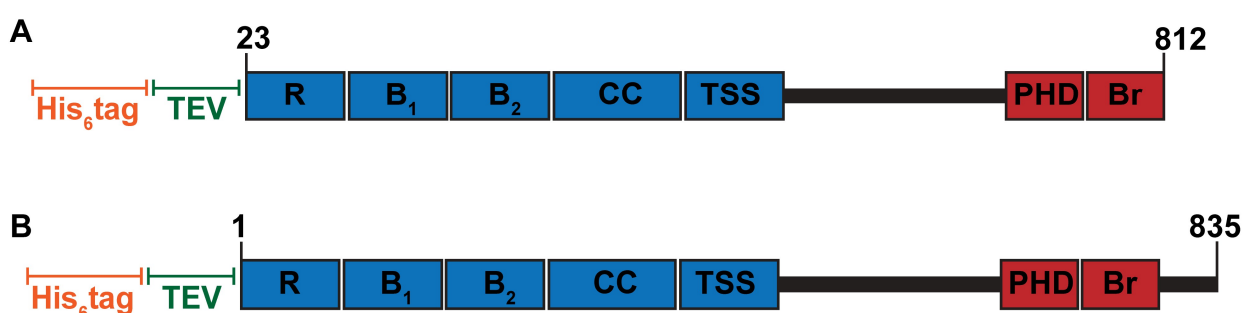 A
23 812
His6tag TEV R B1 B2 CC TSS PHD Br
B
1 835
His6tag TEV R B1 B2 CC TSS PHD Br